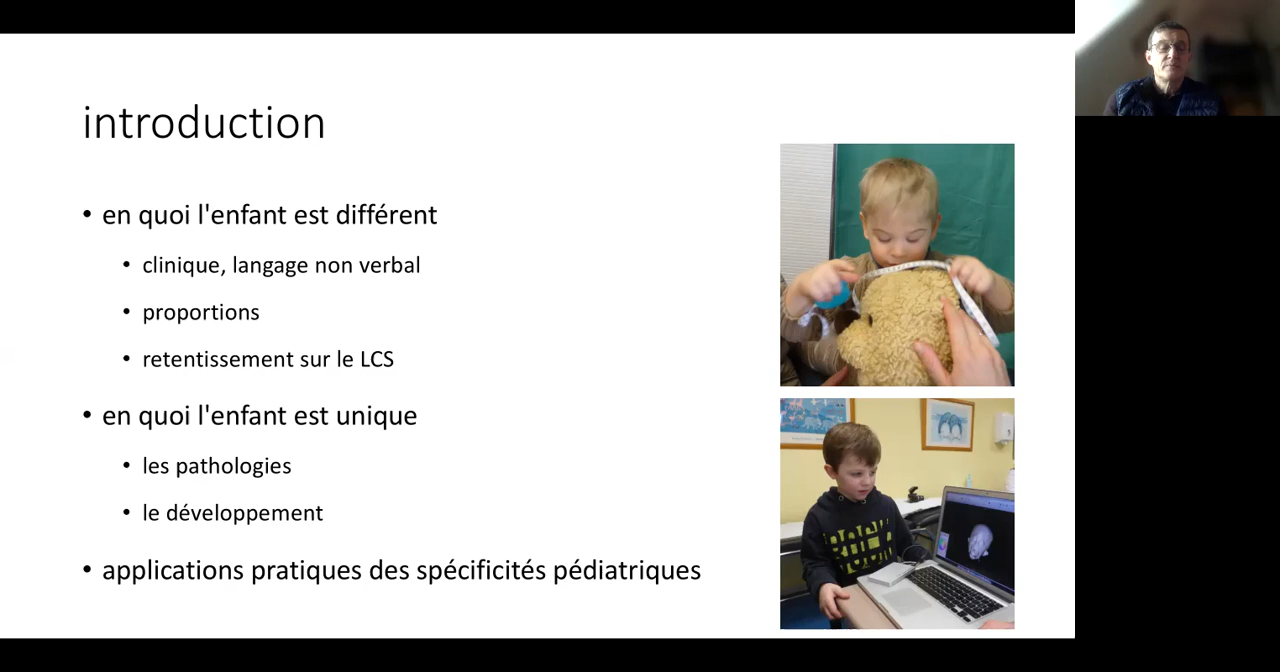 introduction
• en quoi l'enfant est différent
• clinique, langage non verbal
• proportions
• retentissement sur le LCS
• en quoi l'enfant est unique
• les pathologies
• le développement
• applications pratiques des spécificités pédiatriques